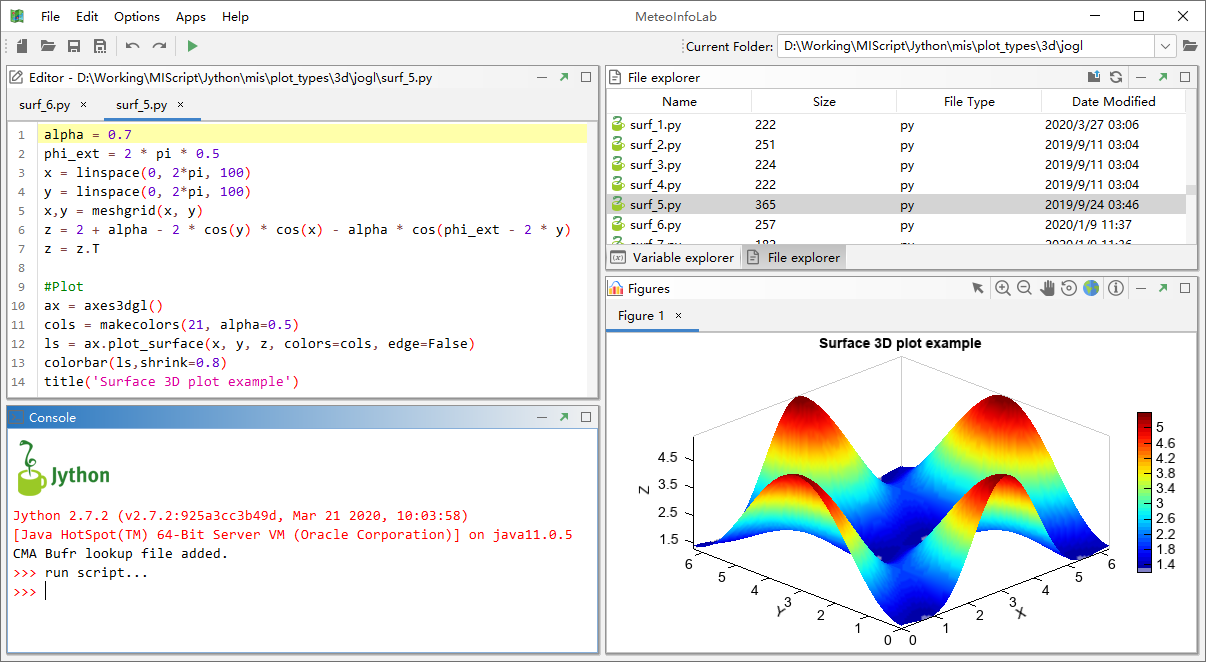 File Edit Options Apps Help
MeteoInfoLab
Current Folder: D:\Working\MIScript\Jython\mis\plot_types\3d\jogl
Editor - D:\Working\MIScript\Jython\mis\plot_types\3d\jogl\surf_5.py
surf_6.py × surf_5.py ×
1 alpha = 0.7
2 phi_ext = 2 * pi * 0.5
3 x = linspace(0, 2*pi, 100)
4 y = linspace(0, 2*pi, 100)
5 x,y = meshgrid(x, y)
6 z = 2 + alpha - 2 * cos(y) * cos(x) - alpha * cos(phi_ext - 2 * y)
7 z = z.T
8
9 #Plot
10 ax = axes3dgl()
11 cols = makecolors(21, alpha=0.5)
12 ls = ax.plot_surface(x, y, z, colors=cols, edge=False)
13 colorbar(ls,shrink=0.8)
14 title('Surface 3D plot example')
Console
Jython
Jython 2.7.2 (v2.7.2:925a3cc3b49d, Mar 21 2020, 10:03:58)
[Java HotSpot(TM) 64-Bit Server VM (Oracle Corporation)] on java11.0.5
CMA Bufr lookup file added.
>>> run script...
>>>
File explorer
Name Size File Type Date Modified
surf_1.py 222 py 2020/3/27 03:06
surf_2.py 251 py 2019/9/11 03:04
surf_3.py 224 py 2019/9/11 03:04
surf_4.py 222 py 2019/9/11 03:04
surf_5.py 365 py 2019/9/24 03:46
surf_6.py 257 py 2020/1/9 11:37
surf_7.py 182 py 2020/1/9 11:36
Variable explorer File explorer
Figures
Figure 1 ×
Surface 3D plot example
Z
4.5
3.5
2.5
1.5
6
5
4
3
2
1
0
Y
0
1
2
3
4
5
6
X
5
4.6
4.2
3.8
3.4
3
2.6
2.2
1.8
1.4